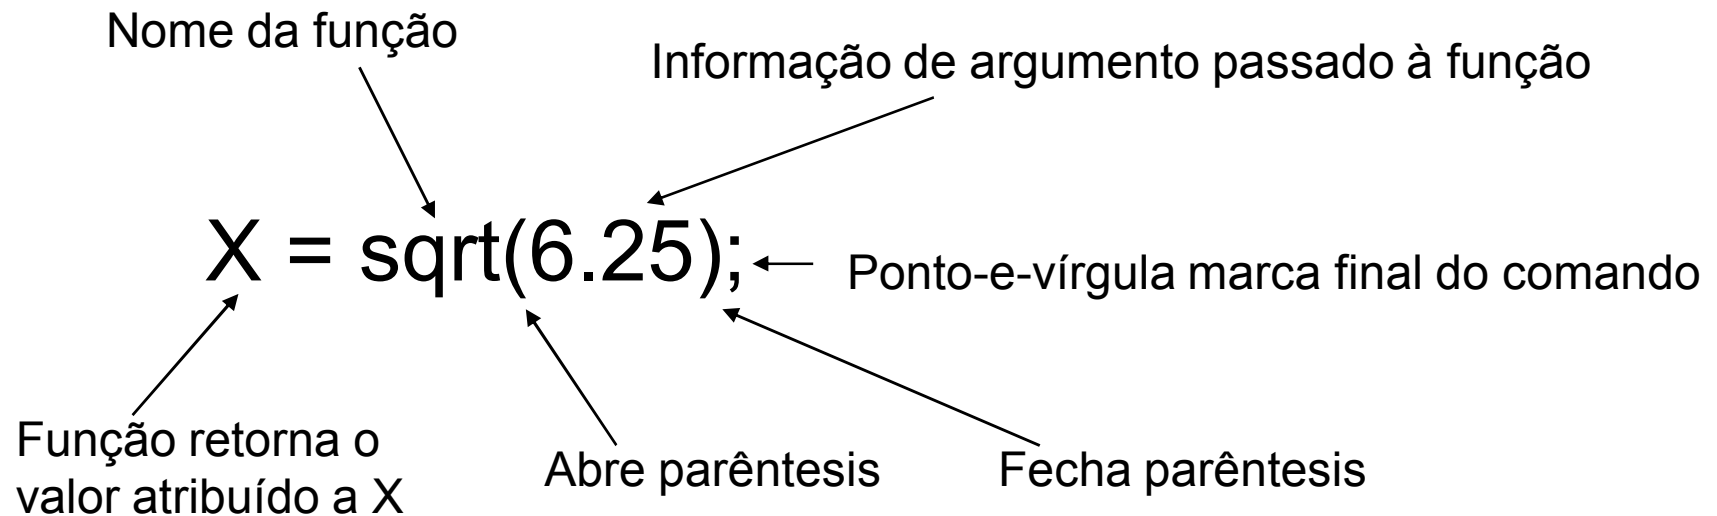 Nome da função
Informação de argumento passado à função
X = sqrt(6.25);
Ponto-e-vírgula marca final do comando
Função retorna o
valor atribuído a X
Abre parêntesis
Fecha parêntesis